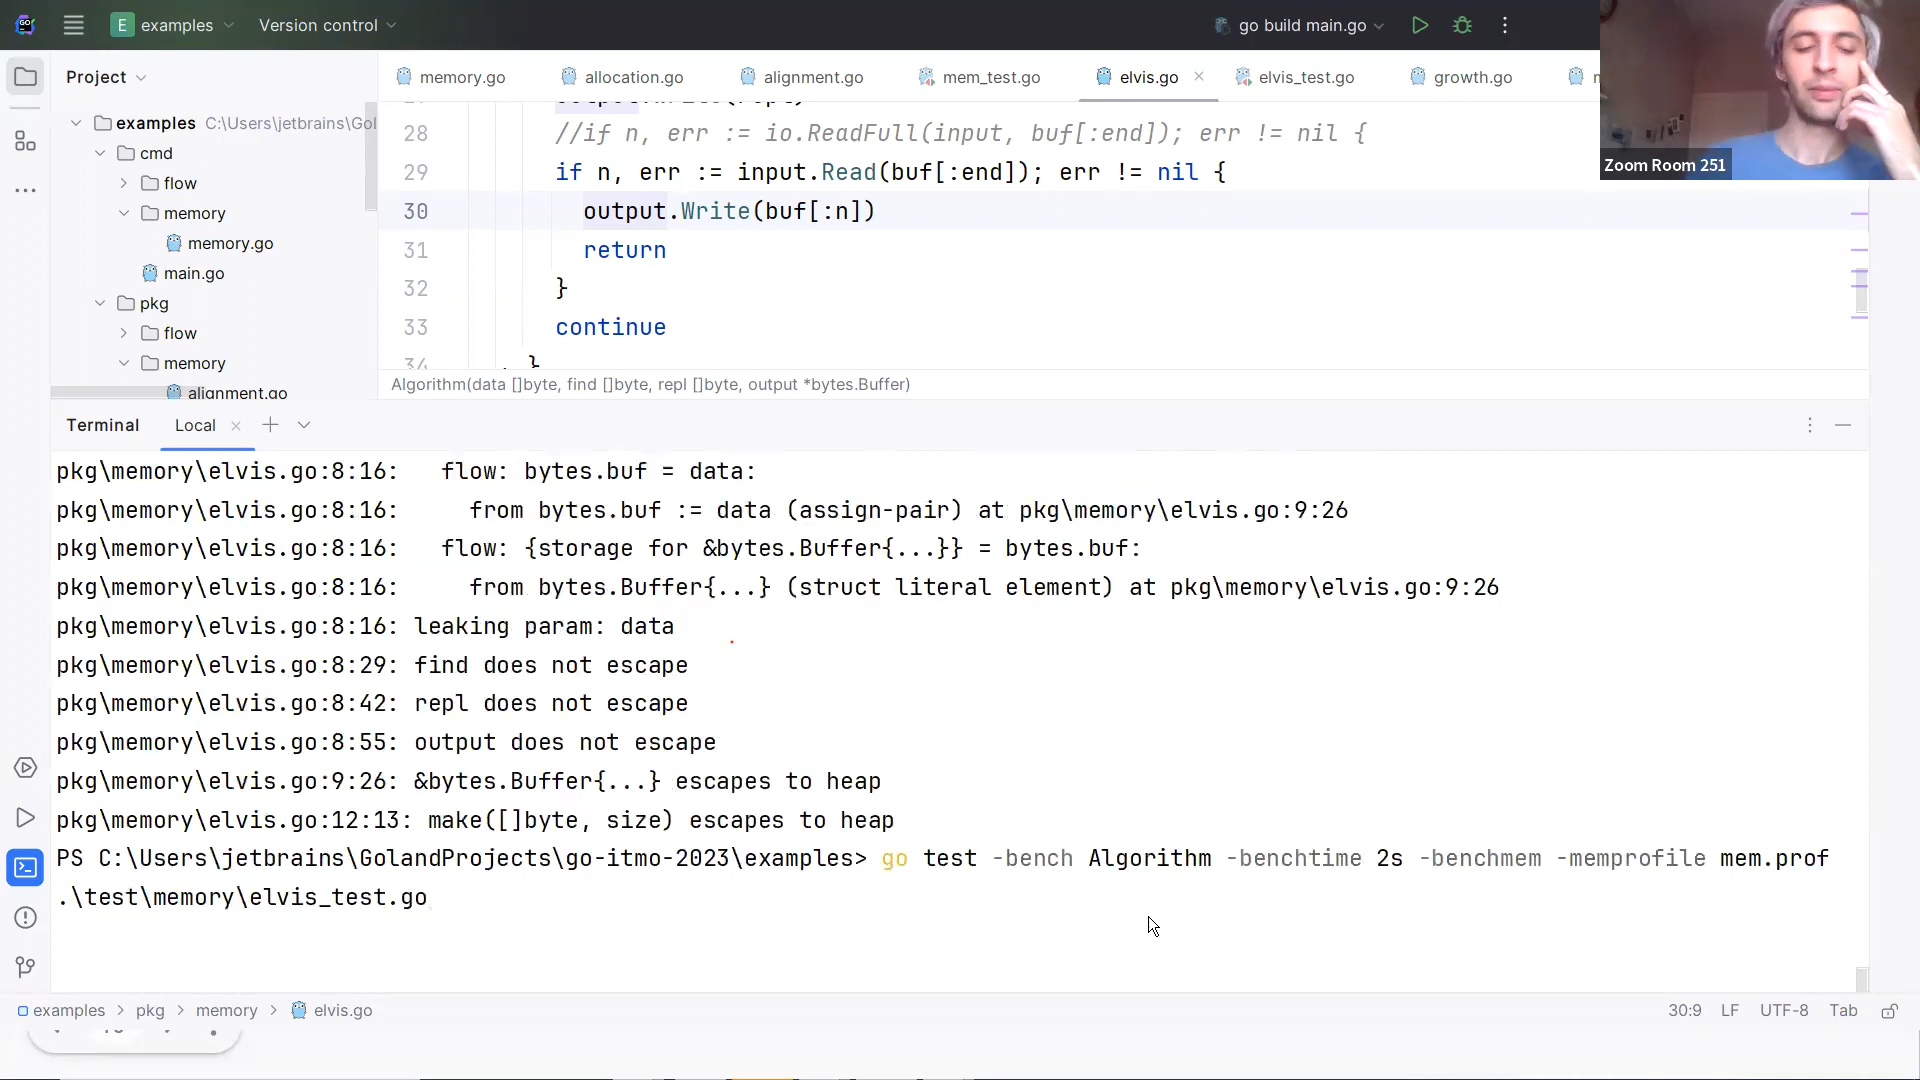 GO
E examples
Version control
go build main.go
Zoom Room 251
Project
memory.go
allocation.go
alignment.go
mem_test.go
elvis.go
elvis_test.go
growth.go
examples C:\Users\jetbrains\Gol
cmd
flow
memory
memory.go
main.go
pkg
flow
memory
alignment.go
28 //if n, err := io.ReadFull(input, buf[:end]); err != nil {
29 if n, err := input.Read(buf[:end]); err != nil {
30 output.Write(buf[:n])
31 return
32 }
33 continue
34 }
Algorithm(data []byte, find []byte, repl []byte, output *bytes.Buffer)
Terminal
Local
pkg\memory\elvis.go:8:16: flow: bytes.buf = data:
pkg\memory\elvis.go:8:16: from bytes.buf := data (assign-pair) at pkg\memory\elvis.go:9:26
pkg\memory\elvis.go:8:16: flow: {storage for &bytes.Buffer{...}} = bytes.buf:
pkg\memory\elvis.go:8:16: from bytes.Buffer{...} (struct literal element) at pkg\memory\elvis.go:9:26
pkg\memory\elvis.go:8:16: leaking param: data
pkg\memory\elvis.go:8:29: find does not escape
pkg\memory\elvis.go:8:42: repl does not escape
pkg\memory\elvis.go:8:55: output does not escape
pkg\memory\elvis.go:9:26: &bytes.Buffer{...} escapes to heap
pkg\memory\elvis.go:12:13: make([]byte, size) escapes to heap
PS C:\Users\jetbrains\GolandProjects\go-itmo-2023\examples> go test -bench Algorithm -benchtime 2s -benchmem -memprofile mem.prof
.\test\memory\elvis_test.go
examples > pkg > memory > elvis.go
30:9
LF
UTF-8
Tab